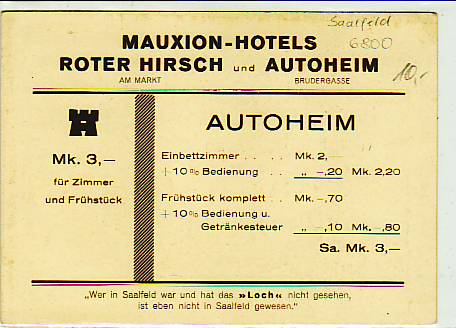 Saalfeld
6800
MAUXION-HOTELS
ROTER HIRSCH und AUTOHEIM
AM MARKT BRUDERGASSE
10,-
AUTOHEIM
Mk. 3,—
für Zimmer
und Frühstück
Einbettzimmer . . . . Mk. 2,—
+10% Bedienung . . „ -,20 Mk. 2,20
Frühstück komplett . Mk. -,70
+10% Bedienung u.
Getränkesteuer „ -,10 Mk. -,80
Sa. Mk. 3,—
„Wer in Saalfeld war und hat das »Loch« nicht gesehen,
ist eben nicht in Saalfeld gewesen."